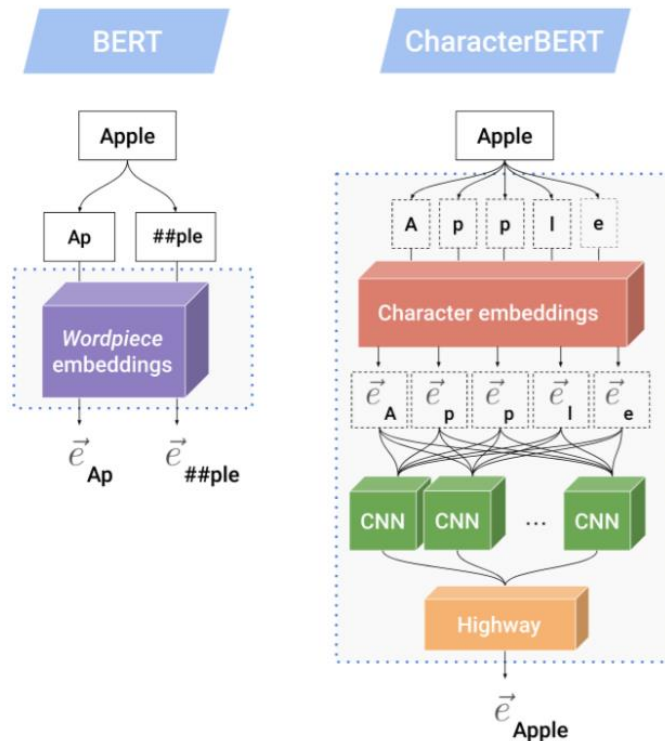 BERT
Apple
Ap
##ple
Wordpiece
embeddings
e⃗ Ap
e⃗ ##ple
CharacterBERT
Apple
A p p l e
Character embeddings
e⃗ A e⃗ p e⃗ p e⃗ l e⃗ e
CNN CNN ... CNN
Highway
e⃗ Apple